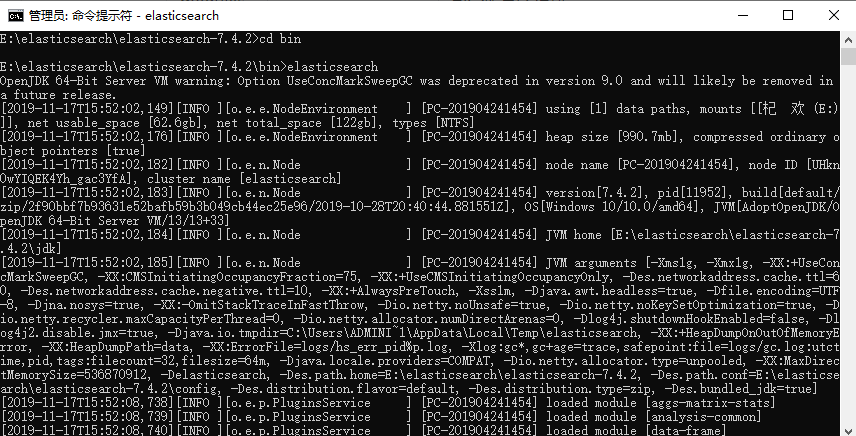 管理员: 命令提示符 - elasticsearch
E:\elasticsearch\elasticsearch-7.4.2>cd bin
E:\elasticsearch\elasticsearch-7.4.2\bin>elasticsearch
OpenJDK 64-Bit Server VM warning: Option UseConcMarkSweepGC was deprecated in version 9.0 and will likely be removed in
a future release.
[2019-11-17T15:52:02,149][INFO ][o.e.e.NodeEnvironment    ] [PC-201904241454] using [1] data paths, mounts [[杞  欢 (E:)
]], net usable_space [62.6gb], net total_space [122gb], types [NTFS]
[2019-11-17T15:52:02,176][INFO ][o.e.e.NodeEnvironment    ] [PC-201904241454] heap size [990.7mb], compressed ordinary o
bject pointers [true]
[2019-11-17T15:52:02,182][INFO ][o.e.n.Node               ] [PC-201904241454] node name [PC-201904241454], node ID [UHkn
OwYIQEK4Yh_gac3YfA], cluster name [elasticsearch]
[2019-11-17T15:52:02,183][INFO ][o.e.n.Node               ] [PC-201904241454] version[7.4.2], pid[11952], build[default/
zip/2f90bbf7b93631e52bafb59b3b049cb44ec25e96/2019-10-28T20:40:44.881551Z], OS[Windows 10/10.0/amd64], JVM[AdoptOpenJDK/O
penJDK 64-Bit Server VM/13/13+33]
[2019-11-17T15:52:02,184][INFO ][o.e.n.Node               ] [PC-201904241454] JVM home [E:\elasticsearch\elasticsearch-7
.4.2\jdk]
[2019-11-17T15:52:02,185][INFO ][o.e.n.Node               ] [PC-201904241454] JVM arguments [-Xms1g, -Xmx1g, -XX:+UseCon
cMarkSweepGC, -XX:CMSInitiatingOccupancyFraction=75, -XX:+UseCMSInitiatingOccupancyOnly, -Des.networkaddress.cache.ttl=6
0, -Des.networkaddress.cache.negative.ttl=10, -XX:+AlwaysPreTouch, -Xss1m, -Djava.awt.headless=true, -Dfile.encoding=UTF
-8, -Djna.nosys=true, -XX:-OmitStackTraceInFastThrow, -Dio.netty.noUnsafe=true, -Dio.netty.noKeySetOptimization=true, -D
io.netty.recycler.maxCapacityPerThread=0, -Dio.netty.allocator.numDirectArenas=0, -Dlog4j.shutdownHookEnabled=false, -D
log4j2.disable.jmx=true, -Djava.io.tmpdir=C:\Users\ADMINI~1\AppData\Local\Temp\elasticsearch, -XX:+HeapDumpOnOutOfMemoryE
rror, -XX:HeapDumpPath=data, -XX:ErrorFile=logs/hs_err_pid%p.log, -Xlog:gc*,gc+age=trace,safepoint:file=logs/gc.log:utct
ime,pid,tags:filecount=32,filesize=64m, -Djava.locale.providers=COMPAT, -Dio.netty.allocator.type=unpooled, -XX:MaxDirec
tMemorySize=536870912, -Delasticsearch, -Des.path.home=E:\elasticsearch\elasticsearch-7.4.2, -Des.path.conf=E:\elasticse
arch\elasticsearch-7.4.2\config, -Des.distribution.flavor=default, -Des.distribution.type=zip, -Des.bundled_jdk=true]
[2019-11-17T15:52:08,738][INFO ][o.e.p.PluginsService     ] [PC-201904241454] loaded module [aggs-matrix-stats]
[2019-11-17T15:52:08,739][INFO ][o.e.p.PluginsService     ] [PC-201904241454] loaded module [analysis-common]
[2019-11-17T15:52:08,740][INFO ][o.e.p.PluginsService     ] [PC-201904241454] loaded module [data-frame]